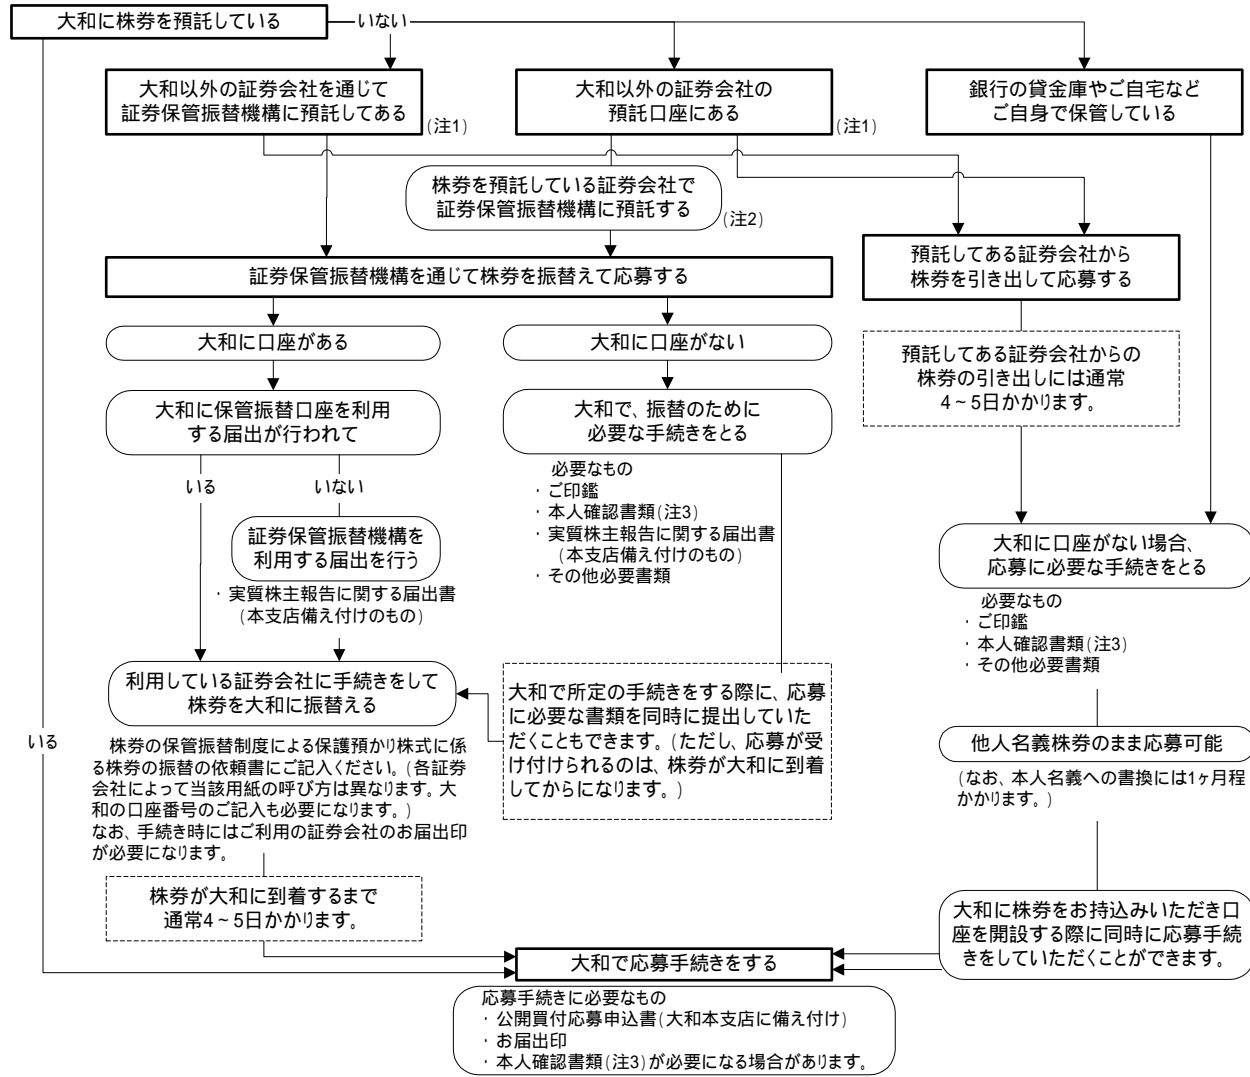 大和に株券を預託している
いない
大和以外の証券会社を通じて
証券保管振替機構に預託してある
(注1)
大和以外の証券会社の
預託口座にある
(注1)
銀行の貸金庫やご自宅など
ご自身で保管している
株券を預託している証券会社で
証券保管振替機構に預託する
(注2)
証券保管振替機構を通じて株券を振替えて応募する
預託してある証券会社から
株券を引き出して応募する
大和に口座がある
大和に口座がない
預託してある証券会社からの
株券の引き出しには通常
4~5日かかります。
大和に保管振替口座を利用
する届出が行われて
大和で、振替のために
必要な手続きをとる
いる
いない
必要なもの
・ご印鑑
・本人確認書類(注3)
・実質株主報告に関する届出書
(本支店備え付けのもの)
・その他必要書類
証券保管振替機構を
利用する届出を行う
・実質株主報告に関する届出書
(本支店備え付けのもの)
大和に口座がない場合、
応募に必要な手続きをとる
必要なもの
・ご印鑑
・本人確認書類(注3)
・その他必要書類
利用している証券会社に手続きをして
株券を大和に振替える
大和で所定の手続きをする際に、応募
に必要な書類を同時に提出していた
だくこともできます。(ただし、応募が受
け付けられるのは、株券が大和に到着
してからになります。)
いる
株券の保管振替制度による保護預かり株式に係
る株券の振替の依頼書にご記入ください。(各証券
会社によって当該用紙の呼び方は異なります。大
和の口座番号のご記入も必要になります。)
なお、手続き時にはご利用の証券会社のお届出印
が必要になります。
他人名義株券のまま応募可能
(なお、本人名義への書換には1ヶ月程
かかります。)
株券が大和に到着するまで
通常4~5日かかります。
大和に株券をお持込みいただき口
座を開設する際に同時に応募手続
きをしていただくことができます。
大和で応募手続きをする
応募手続きに必要なもの
・公開買付応募申込書(大和本支店に備え付け)
・お届出印
・本人確認書類(注3)が必要になる場合があります。